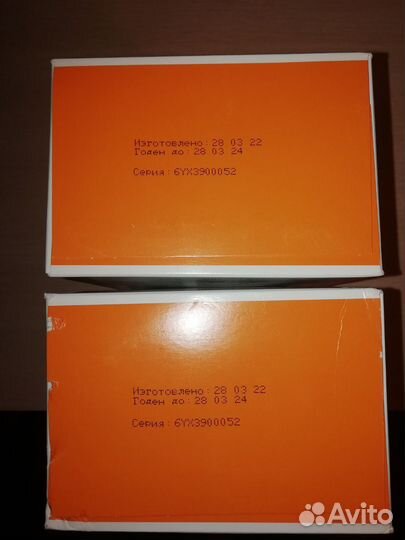 Изготовлено : 28 03 22
Годен до : 28 03 24
Серия : 6YX3900052
Изготовлено : 28 03 22
Годен до : 28 03 24
Серия : 6YX3900052
Avito